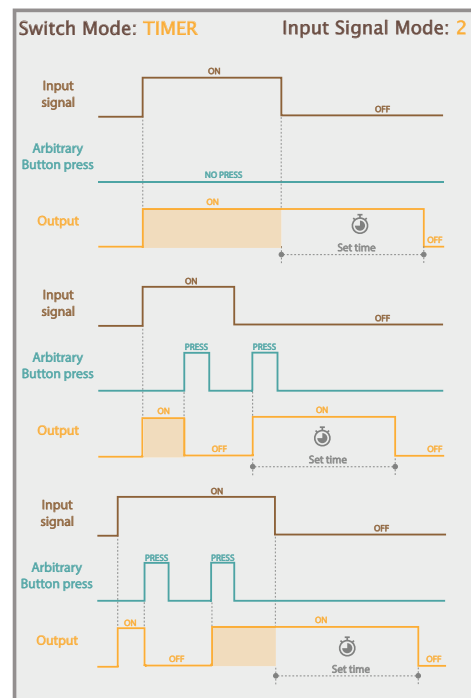 Switch Mode: TIMER
Input Signal Mode: 2
Input
signal
ON
OFF
Arbitrary
Button press
NO PRESS
Output
ON
OFF
Set time
Input
signal
ON
OFF
Arbitrary
Button press
PRESS
PRESS
Output
ON
OFF
ON
OFF
Set time
Input
signal
ON
OFF
Arbitrary
Button press
PRESS
PRESS
Output
ON
OFF
ON
OFF
Set time